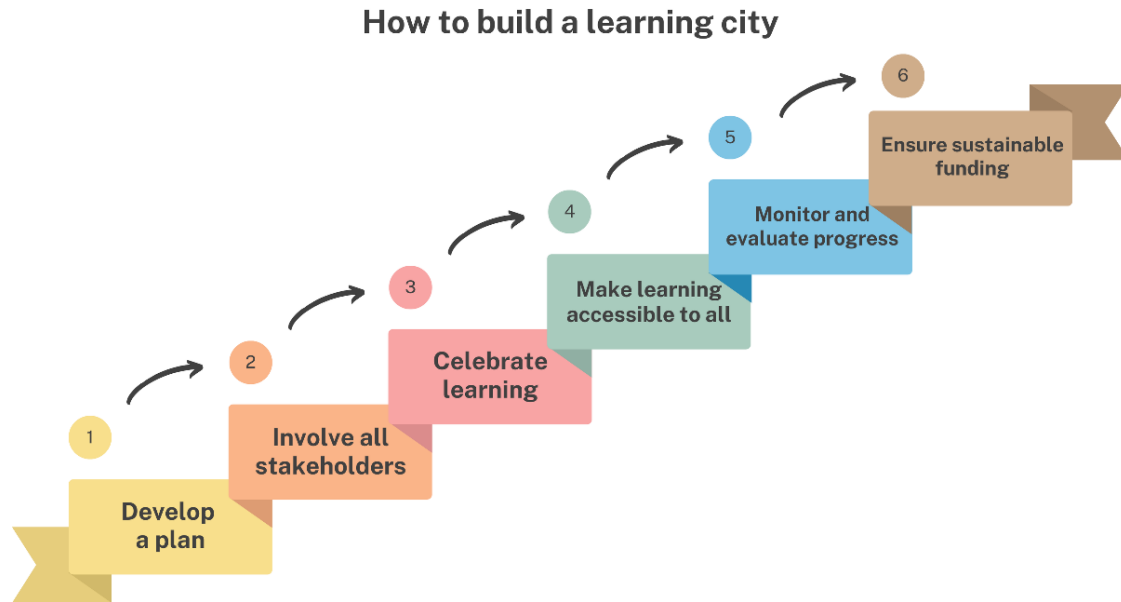 How to build a learning city
1
Develop
a plan
2
Involve all
stakeholders
3
Celebrate
learning
4
Make learning
accessible to all
5
Monitor and
evaluate progress
6
Ensure sustainable
funding